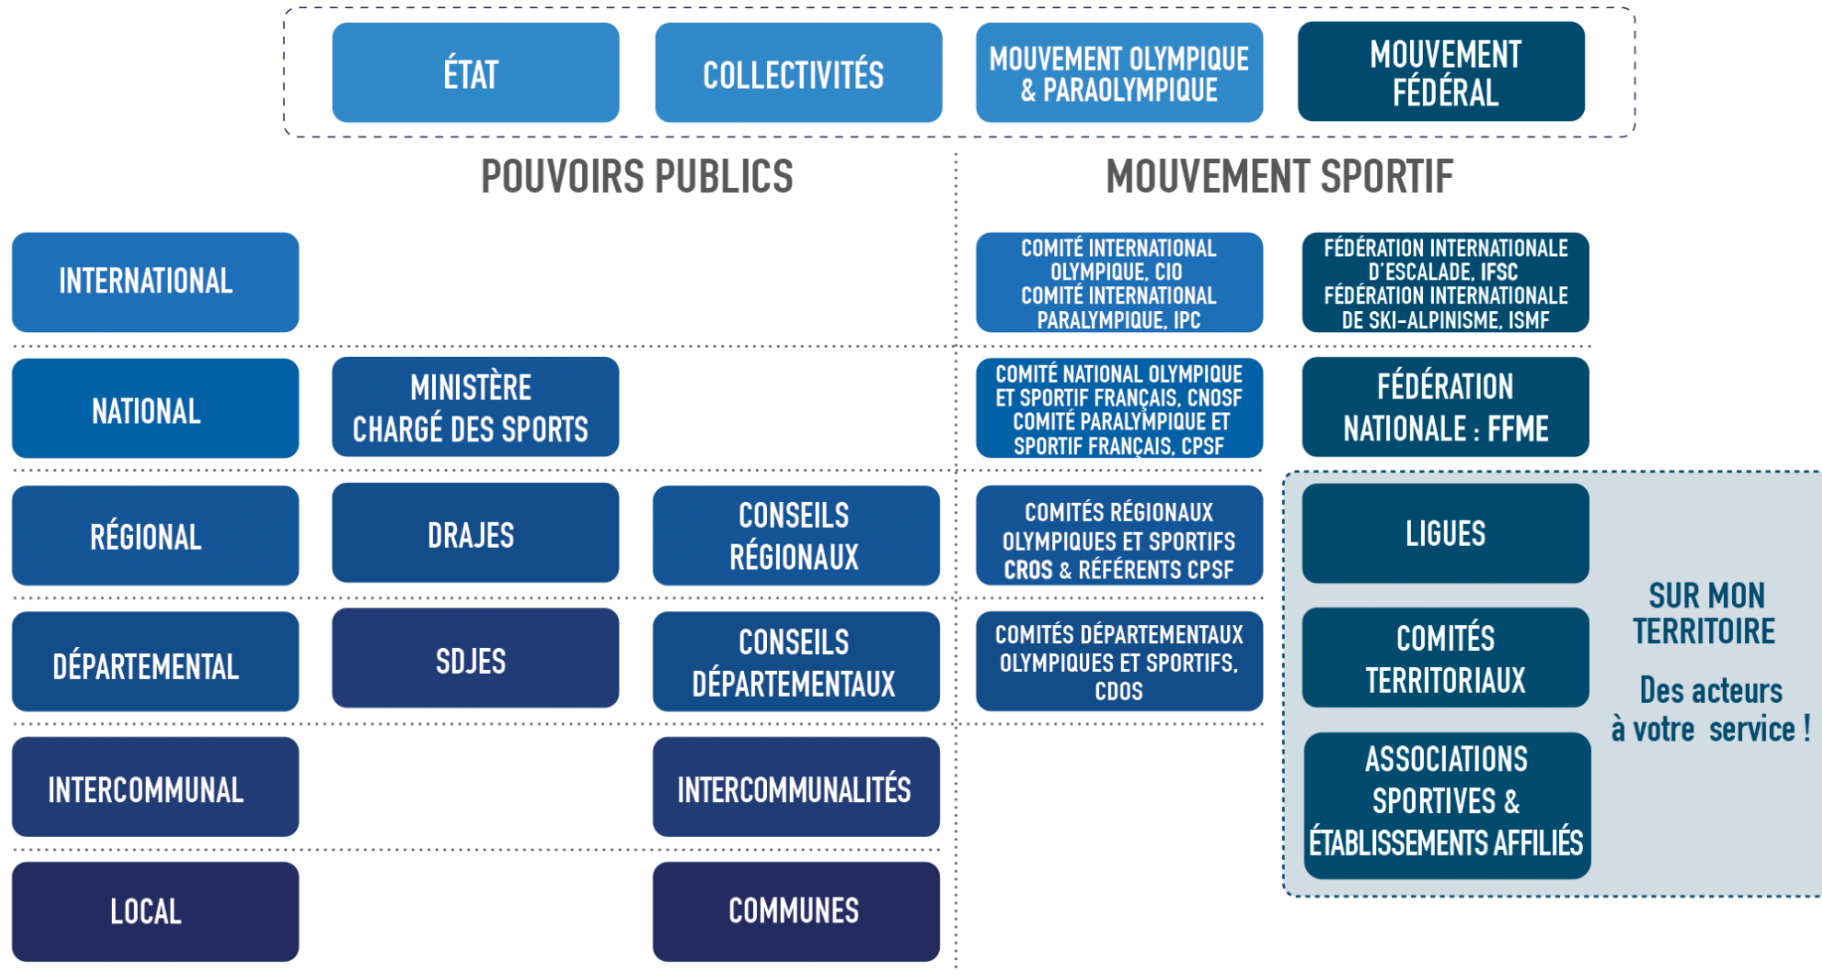 ÉTAT
COLLECTIVITÉS
MOUVEMENT OLYMPIQUE
& PARAOLYMPIQUE
MOUVEMENT
FÉDÉRAL
POUVOIRS PUBLICS
MOUVEMENT SPORTIF
INTERNATIONAL
COMITÉ INTERNATIONAL
OLYMPIQUE, CIO
COMITÉ INTERNATIONAL
PARALYMPIQUE, IPC
FÉDÉRATION INTERNATIONALE
D'ESCALADE, IFSC
FÉDÉRATION INTERNATIONALE
DE SKI-ALPINISME, ISMF
NATIONAL
MINISTÈRE
CHARGÉ DES SPORTS
COMITÉ NATIONAL OLYMPIQUE
ET SPORTIF FRANÇAIS, CNOSF
COMITÉ PARALYMPIQUE ET
SPORTIF FRANÇAIS, CPSF
FÉDÉRATION
NATIONALE : FFME
RÉGIONAL
DRAJES
CONSEILS
RÉGIONAUX
COMITÉS RÉGIONAUX
OLYMPIQUES ET SPORTIFS
CROS & RÉFÉRENTS CPSF
LIGUES
DÉPARTEMENTAL
SDJES
CONSEILS
DÉPARTEMENTAUX
COMITÉS DÉPARTEMENTAUX
OLYMPIQUES ET SPORTIFS,
CDOS
COMITÉS
TERRITORIAUX
SUR MON
TERRITOIRE
Des acteurs
à votre service !
INTERCOMMUNAL
INTERCOMMUNALITÉS
ASSOCIATIONS
SPORTIVES &
ÉTABLISSEMENTS AFFILIÉS
LOCAL
COMMUNES